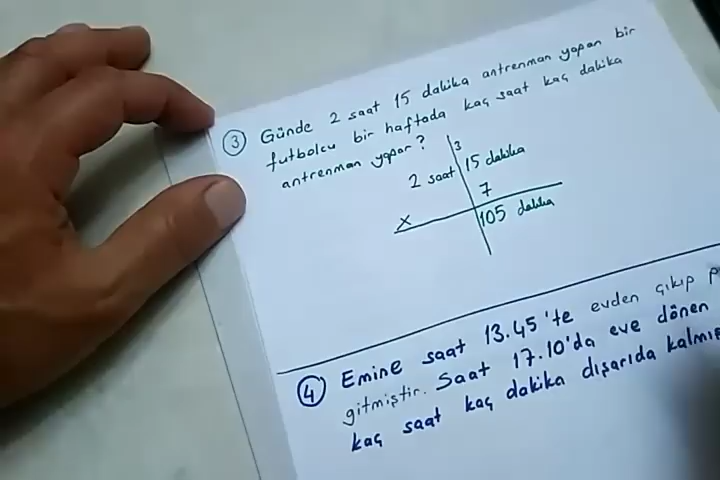 3 Günde 2 saat 15 dakika antrenman yapan bir
futbolcu bir haftada kaç saat kaç dakika
antrenman yapar?
3
2 saat 15 dakika
7
x
105 dakika
4 Emine saat 13.45'te evden çıkıp
gitmiştir. Saat 17.10'da eve dönen
kaç saat kaç dakika dışarıda